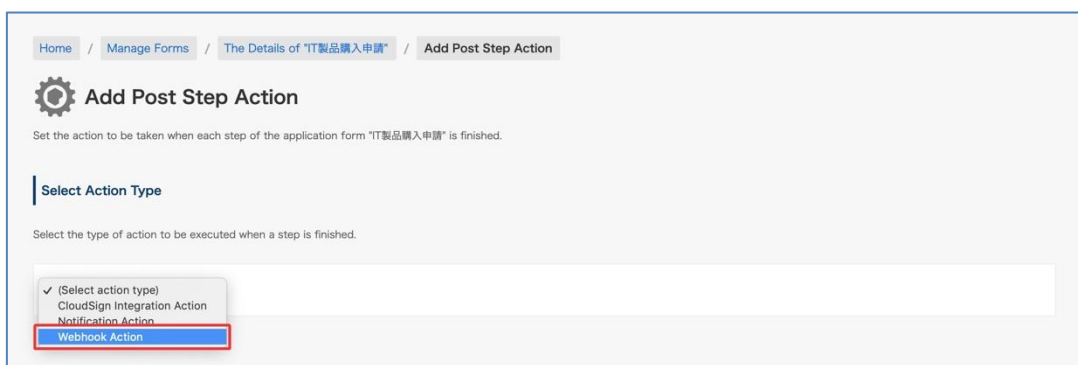 Home / Manage Forms / The Details of "IT製品購入申請" / Add Post Step Action
Add Post Step Action
Set the action to be taken when each step of the application form "IT製品購入申請" is finished.
Select Action Type
Select the type of action to be executed when a step is finished.
✓ (Select action type)
CloudSign Integration Action
Notification Action
Webhook Action